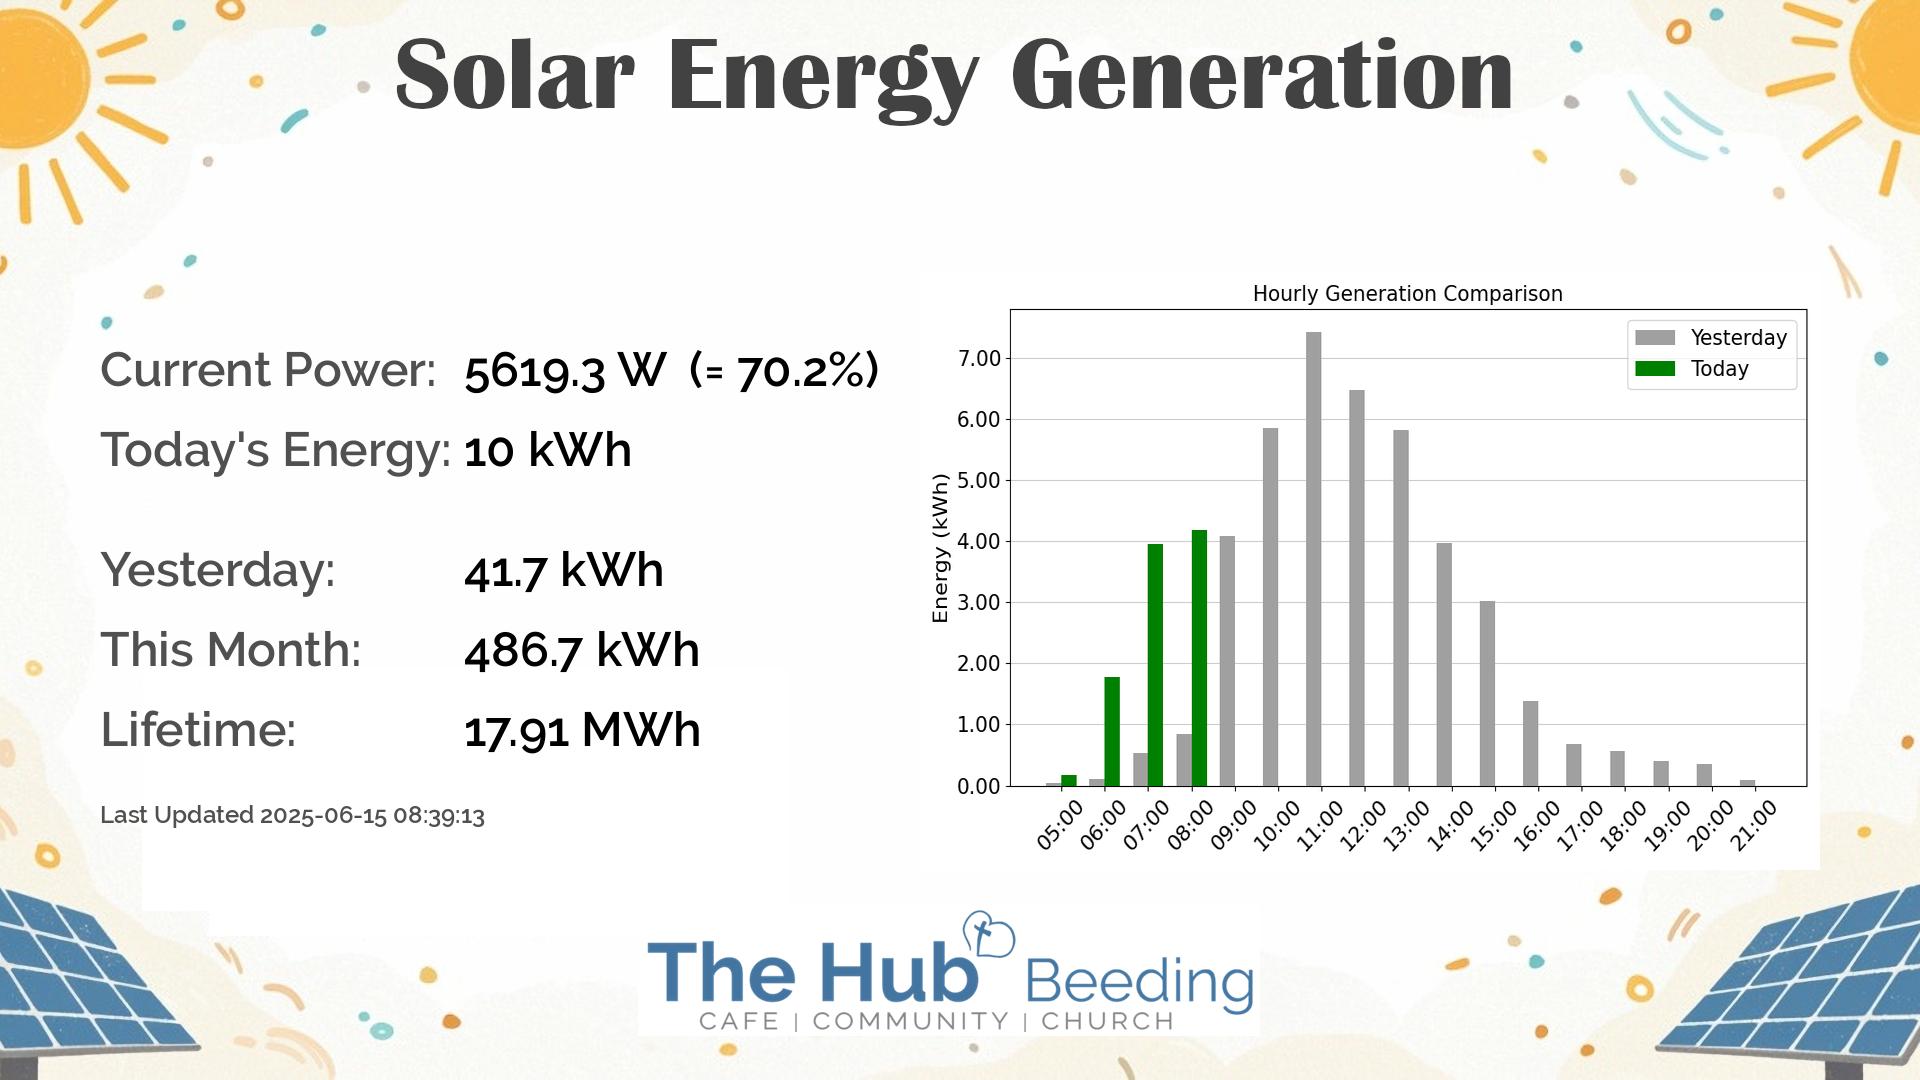 Solar Energy Generation
Current Power: 5619.3 W (= 70.2%)
Today's Energy: 10 kWh
Yesterday: 41.7 kWh
This Month: 486.7 kWh
Lifetime: 17.91 MWh
Last Updated 2025-06-15 08:39:13
Hourly Generation Comparison
Yesterday
Today
Energy (kWh)
7.00
6.00
5.00
4.00
3.00
2.00
1.00
0.00
05:00 06:00 07:00 08:00 09:00 10:00 11:00 12:00 13:00 14:00 15:00 16:00 17:00 18:00 19:00 20:00 21:00
The Hub Beeding
CAFE | COMMUNITY | CHURCH